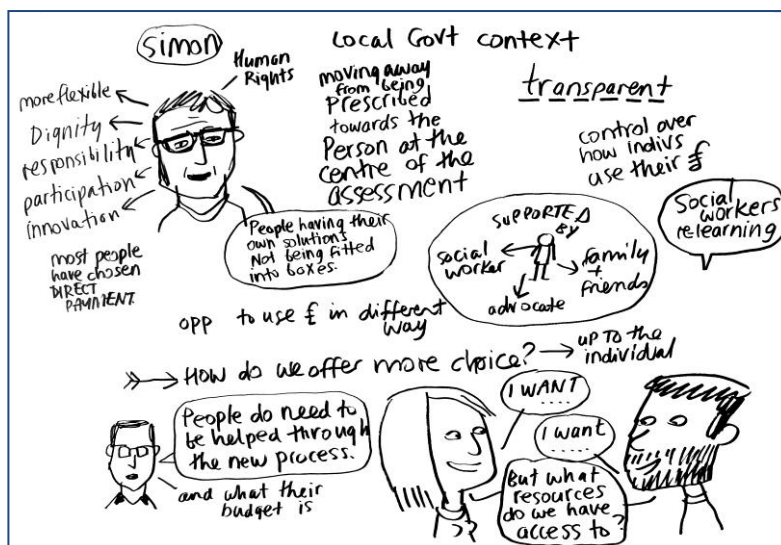 Simon
Local Govt context
Human
Rights
more flexible
Dignity
responsibility
participation
innovation
most people
have chosen
DIRECT
PAYMENT
moving away
from being
Prescribed
towards the
Person at the
centre of the
assessment
People having their
own solutions
Not being fitted
into boxes.
transparent
control over
how indivs
use their £
Social
workers
relearning
SUPPORTED
BY
social
worker
family
+
friends
advocate
opp to use £ in different
way
How do we offer more choice?
up to the
individual
People do need to
be helped through
the new process.
and what their
budget is
I WANT
.....
I want
.....
But what
resources
do we have
access to?